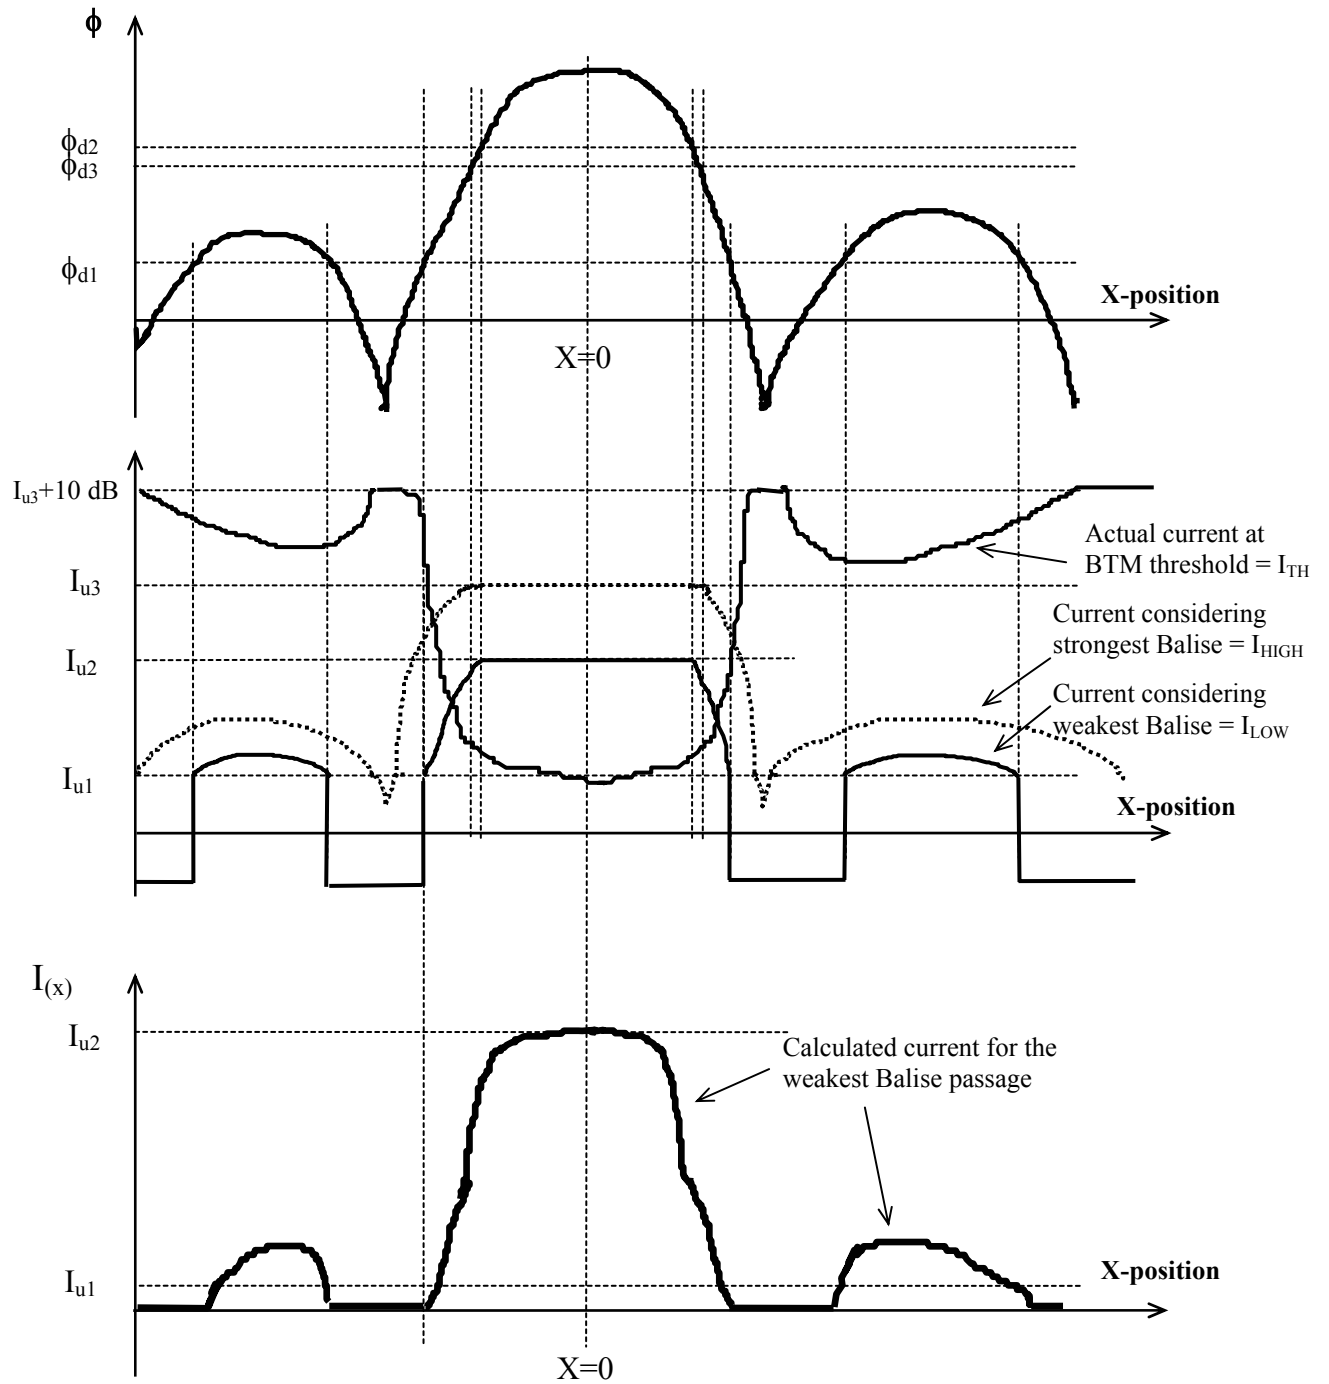 ϕ
ϕd2
ϕd3
ϕd1
X-position
X=0
Iu3+10 dB
Actual current at
BTM threshold = ITH
Iu3
Current considering
strongest Balise = IHIGH
Iu2
Current considering
weakest Balise = ILOW
Iu1
X-position
I(x)
Iu2
Calculated current for the
weakest Balise passage
Iu1
X-position
X=0